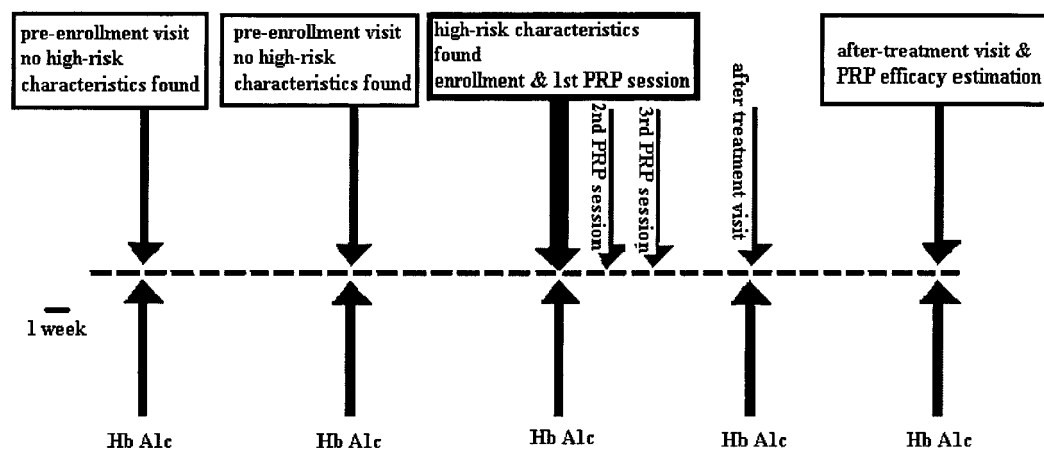 pre-enrollment visit
no high-risk
characteristics found
pre-enrollment visit
no high-risk
characteristics found
high-risk characteristics
found
enrollment & 1st PRP session
2nd PRP session
3rd PRP session
after treatment visit
after-treatment visit &
PRP efficacy estimation
1 week
Hb A1c
Hb A1c
Hb A1c
Hb A1c
Hb A1c